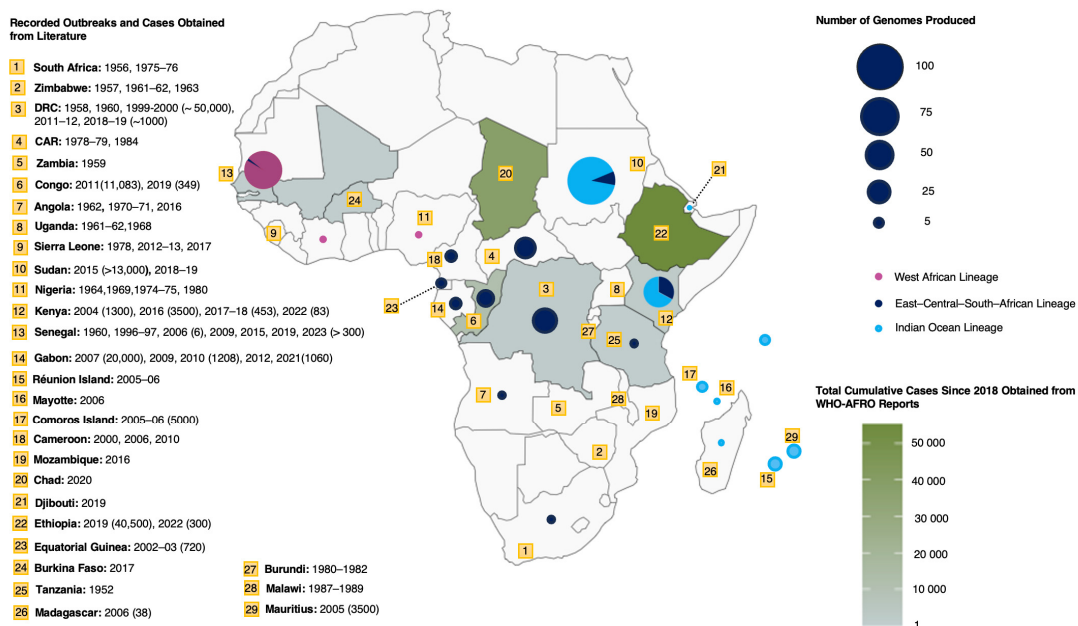 Recorded Outbreaks and Cases Obtained
from Literature
1 South Africa: 1956, 1975–76
2 Zimbabwe: 1957, 1961–62, 1963
3 DRC: 1958, 1960, 1999-2000 (~ 50,000),
2011–12, 2018–19 (~1000)
4 CAR: 1978–79, 1984
5 Zambia: 1959
6 Congo: 2011(11,083), 2019 (349)
7 Angola: 1962, 1970–71, 2016
8 Uganda: 1961–62,1968
9 Sierra Leone: 1978, 2012–13, 2017
10 Sudan: 2015 (>13,000), 2018–19
11 Nigeria: 1964,1969,1974–75, 1980
12 Kenya: 2004 (1300), 2016 (3500), 2017–18 (453), 2022 (83)
13 Senegal: 1960, 1996–97, 2006 (6), 2009, 2015, 2019, 2023 (> 300)
14 Gabon: 2007 (20,000), 2009, 2010 (1208), 2012, 2021(1060)
15 Réunion Island: 2005–06
16 Mayotte: 2006
17 Comoros Island: 2005–06 (5000)
18 Cameroon: 2000, 2006, 2010
19 Mozambique: 2016
20 Chad: 2020
21 Djibouti: 2019
22 Ethiopia: 2019 (40,500), 2022 (300)
23 Equatorial Guinea: 2002–03 (720)
24 Burkina Faso: 2017
25 Tanzania: 1952
26 Madagascar: 2006 (38)
27 Burundi: 1980–1982
28 Malawi: 1987–1989
29 Mauritius: 2005 (3500)
13
24
9
11
20
10
21
22
18
4
23
14
6
3
8
12
27
25
7
5
28
19
17
16
2
26
29
15
1
Number of Genomes Produced
100
75
50
25
5
West African Lineage
East–Central–South–African Lineage
Indian Ocean Lineage
Total Cumulative Cases Since 2018 Obtained from
WHO-AFRO Reports
50 000
40 000
30 000
20 000
10 000
1